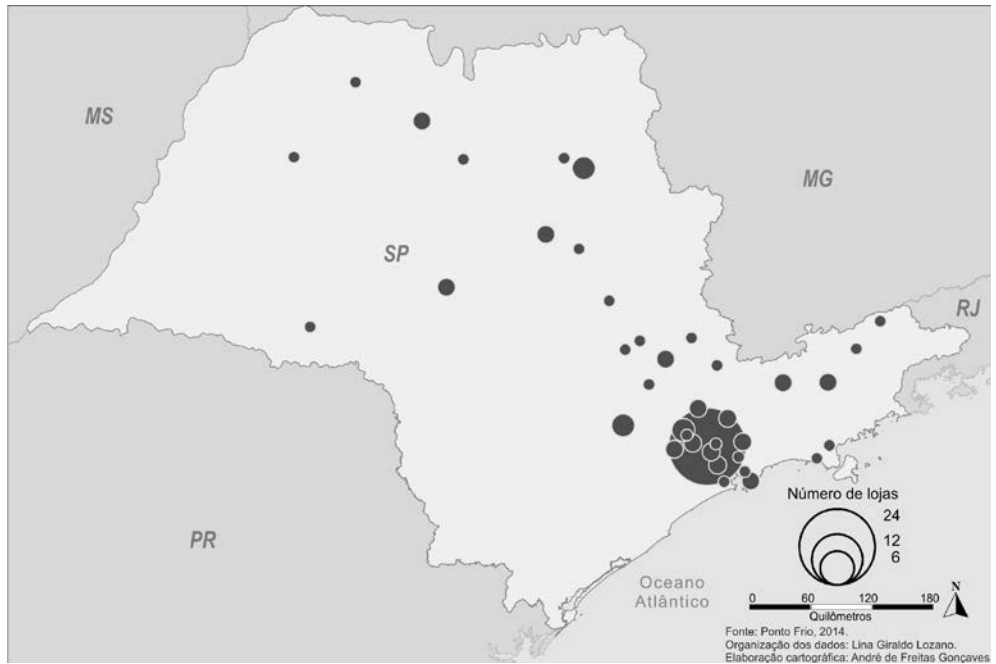 MS
MG
SP
RJ
PR
Número de lojas
24
12
6
Oceano
Atlântico
N
0 60 120 180
Quilômetros
Fonte: Ponto Frio, 2014.
Organização dos dados: Lina Giraldo Lozano.
Elaboração cartográfica: André de Freitas Gonçaves.